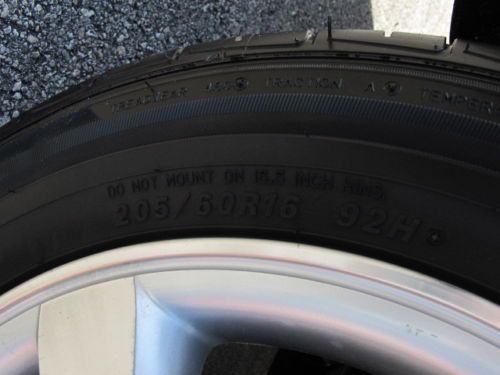 TREADWEAR 460 TRACTION A TEMPER
DO NOT MOUNT ON 16.5 INCH RIMS
205/60R16 92H